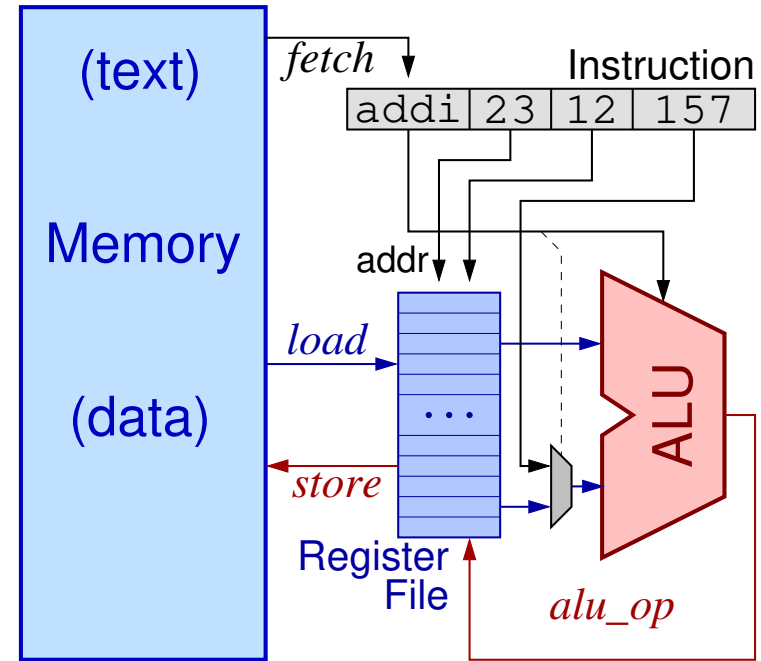 (text)
fetch
Instruction
addi 23 12 157
Memory
addr
load
(data)
...
ALU
store
Register
File
alu_op